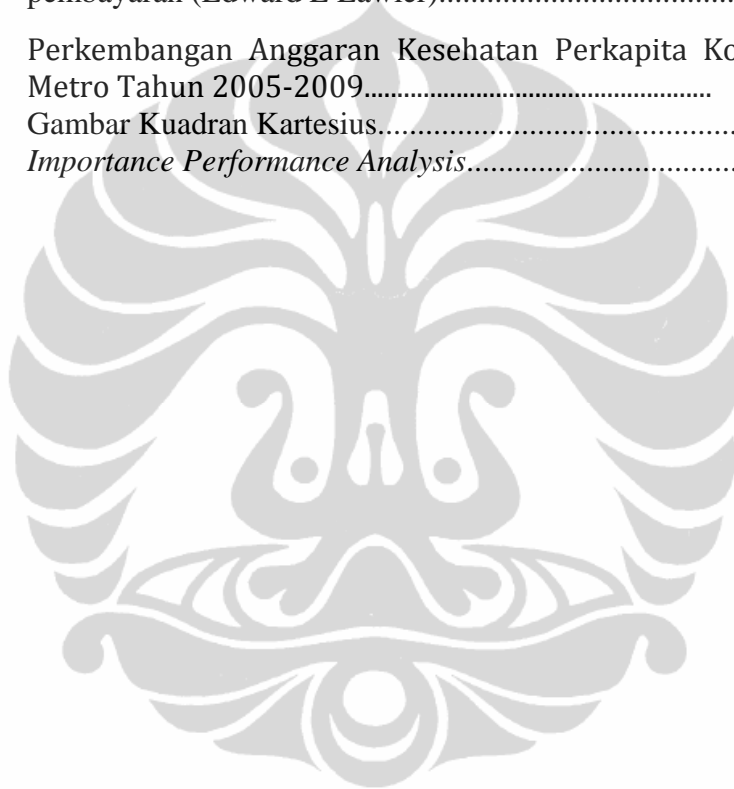 pembayaran (Edward E Lawler)........................................
Perkembangan Anggaran Kesehatan Perkapita Ko
Metro Tahun 2005-2009.....................................................
Gambar Kuadran Kartesius................................................
Importance Performance Analysis....................................